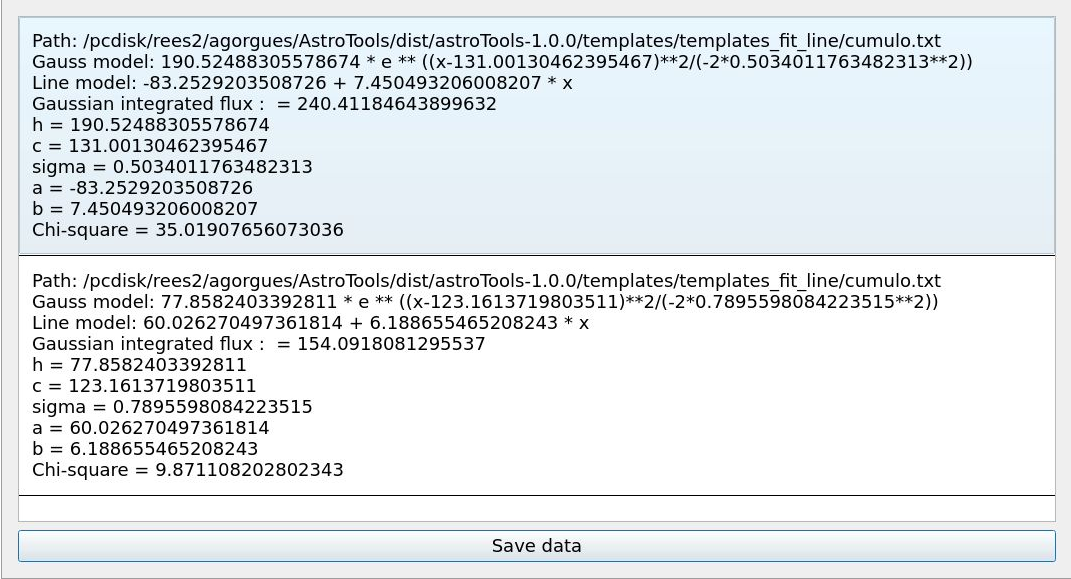 Path: /pcdisk/rees2/agorgues/AstroTools/dist/astroTools-1.0.0/templates/templates_fit_line/cumulo.txt
Gauss model: 190.52488305578674 * e ** ((x-131.00130462395467)**2/(-2*0.5034011763482313**2))
Line model: -83.2529203508726 + 7.450493206008207 * x
Gaussian integrated flux :  = 240.41184643899632
h = 190.52488305578674
c = 131.00130462395467
sigma = 0.5034011763482313
a = -83.2529203508726
b = 7.450493206008207
Chi-square = 35.01907656073036
Path: /pcdisk/rees2/agorgues/AstroTools/dist/astroTools-1.0.0/templates/templates_fit_line/cumulo.txt
Gauss model: 77.8582403392811 * e ** ((x-123.1613719803511)**2/(-2*0.7895598084223515**2))
Line model: 60.026270497361814 + 6.188655465208243 * x
Gaussian integrated flux :  = 154.0918081295537
h = 77.8582403392811
c = 123.1613719803511
sigma = 0.7895598084223515
a = 60.026270497361814
b = 6.188655465208243
Chi-square = 9.871108202802343
Save data